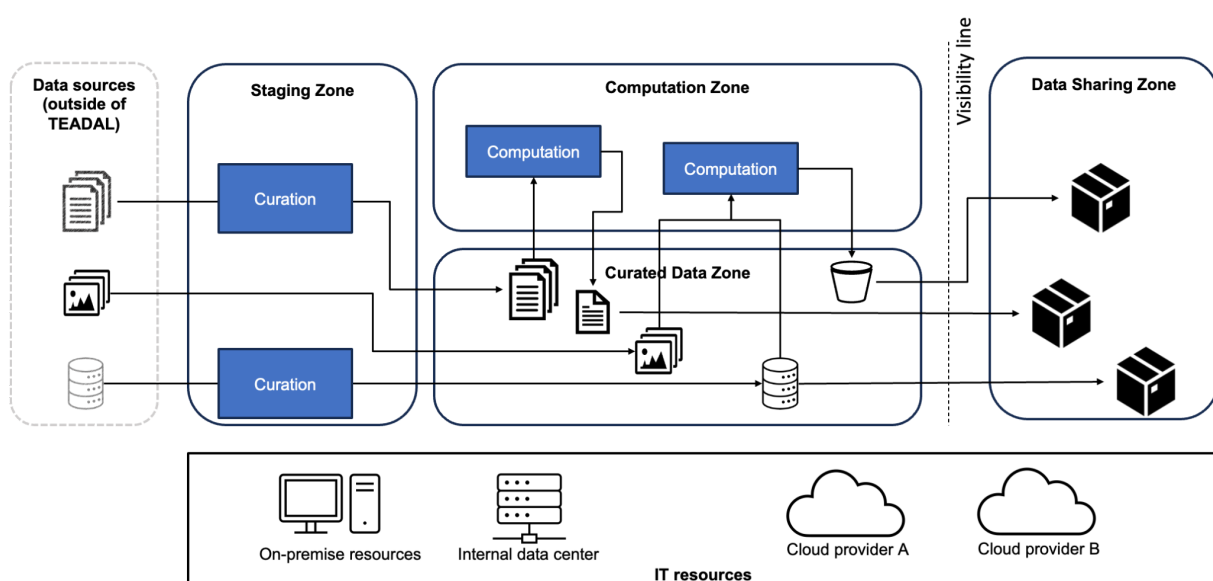 Data sources
(outside of
TEADAL)
Staging Zone
Computation Zone
Visibility line
Data Sharing Zone
Computation
Computation
Curation
Curated Data Zone
Curation
On-premise resources
Internal data center
Cloud provider A
Cloud provider B
IT resources